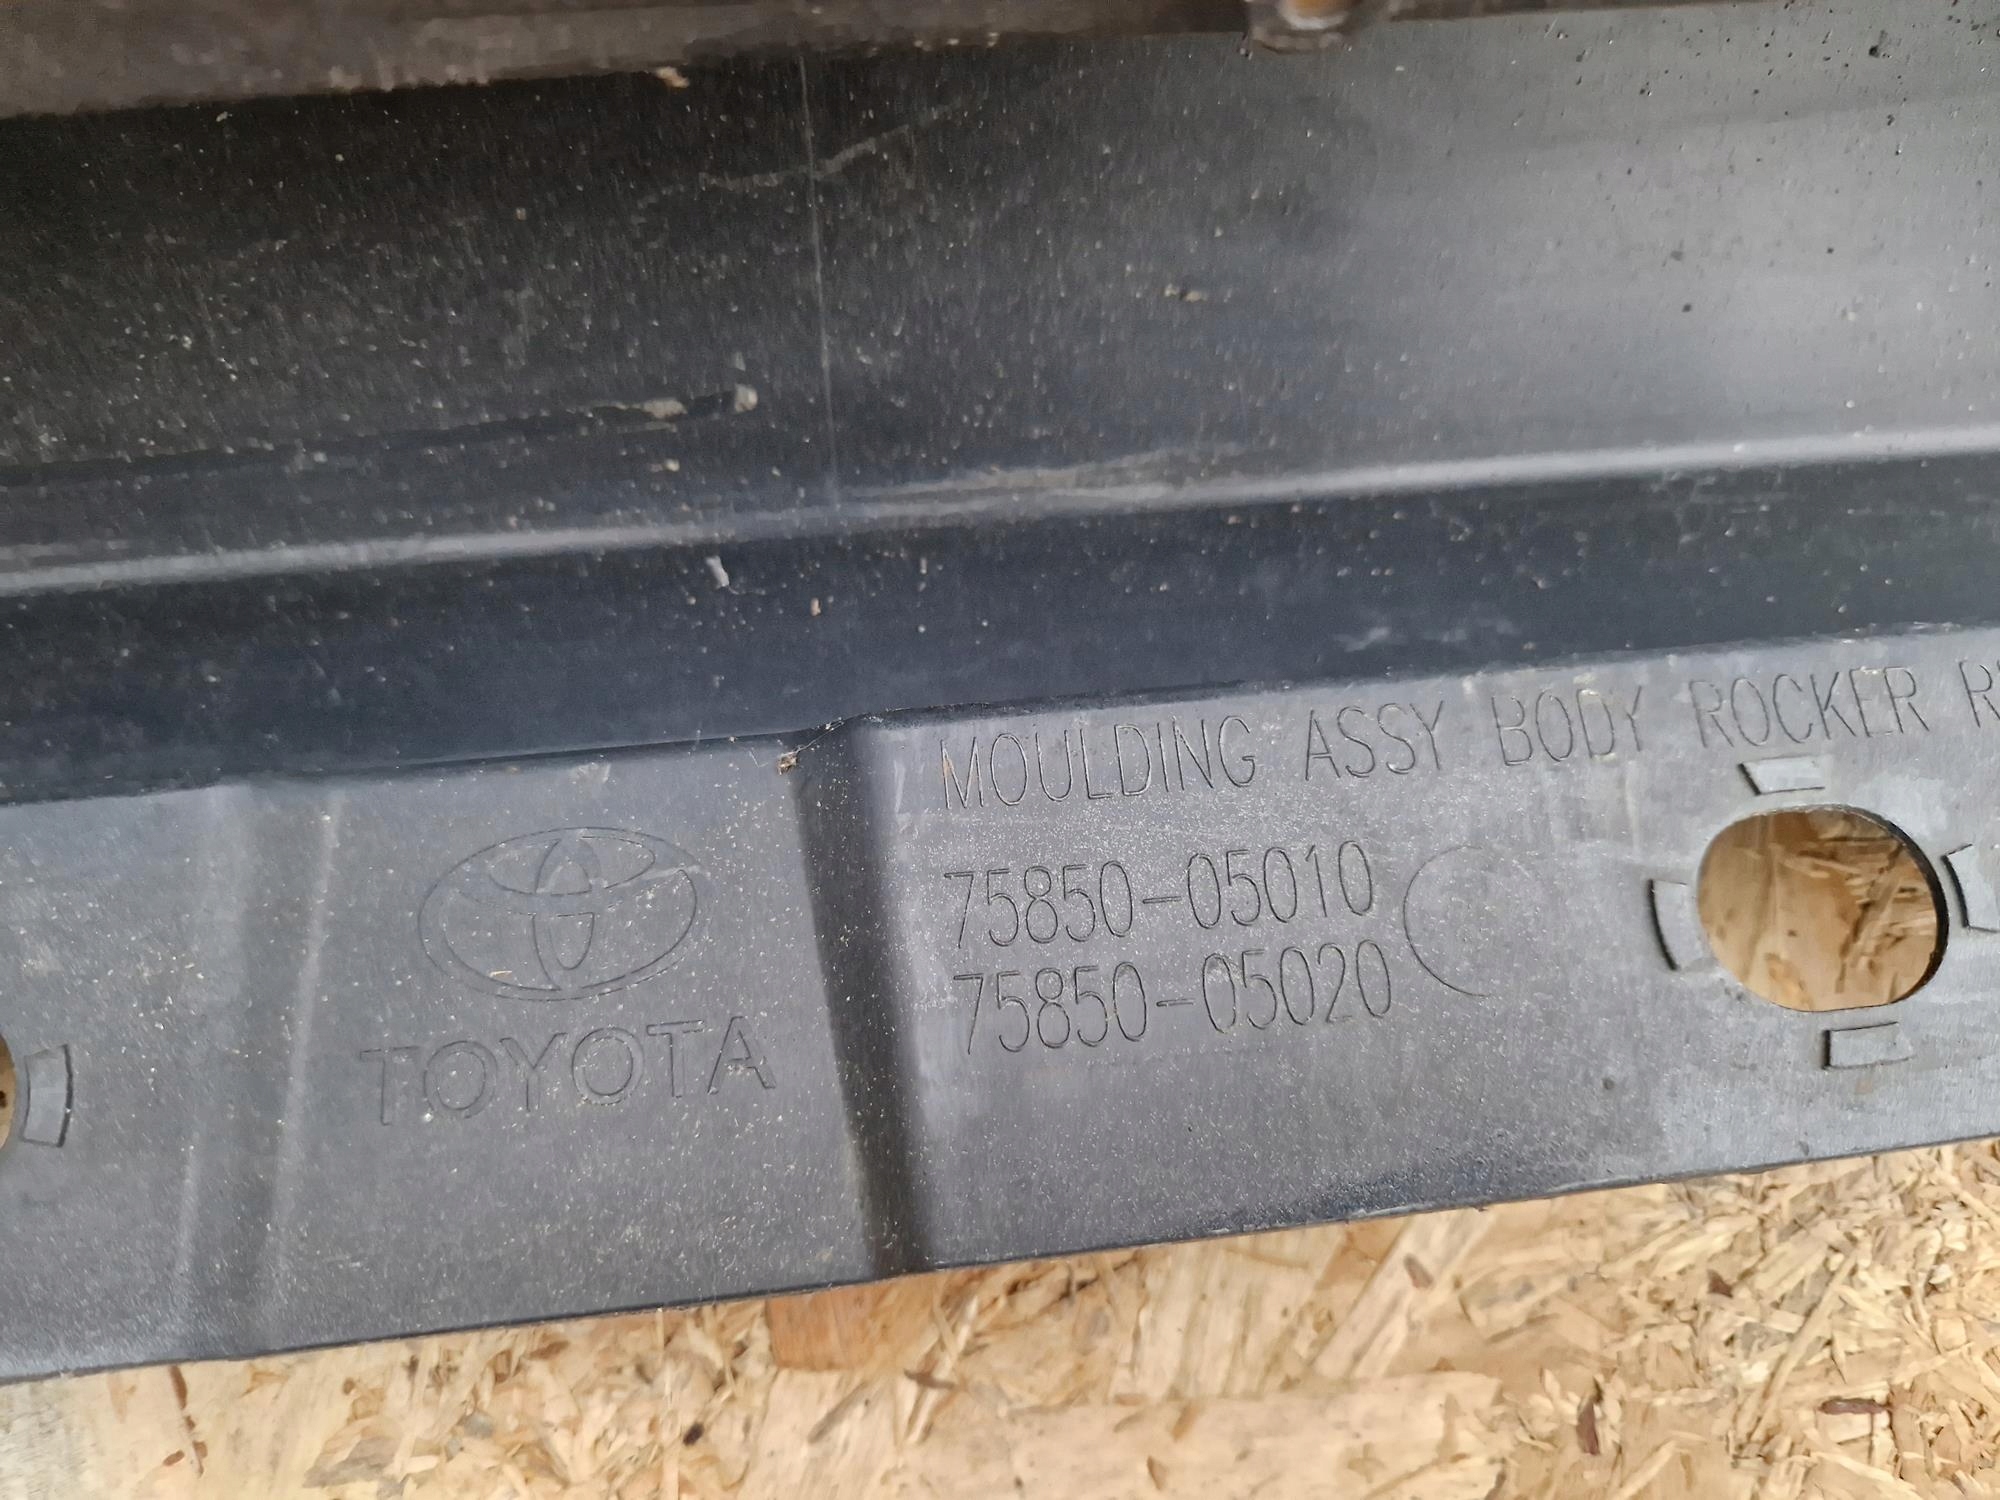 MOULDING ASSY BODY ROCKER
75850-05010
75850-05020
TOYOTA